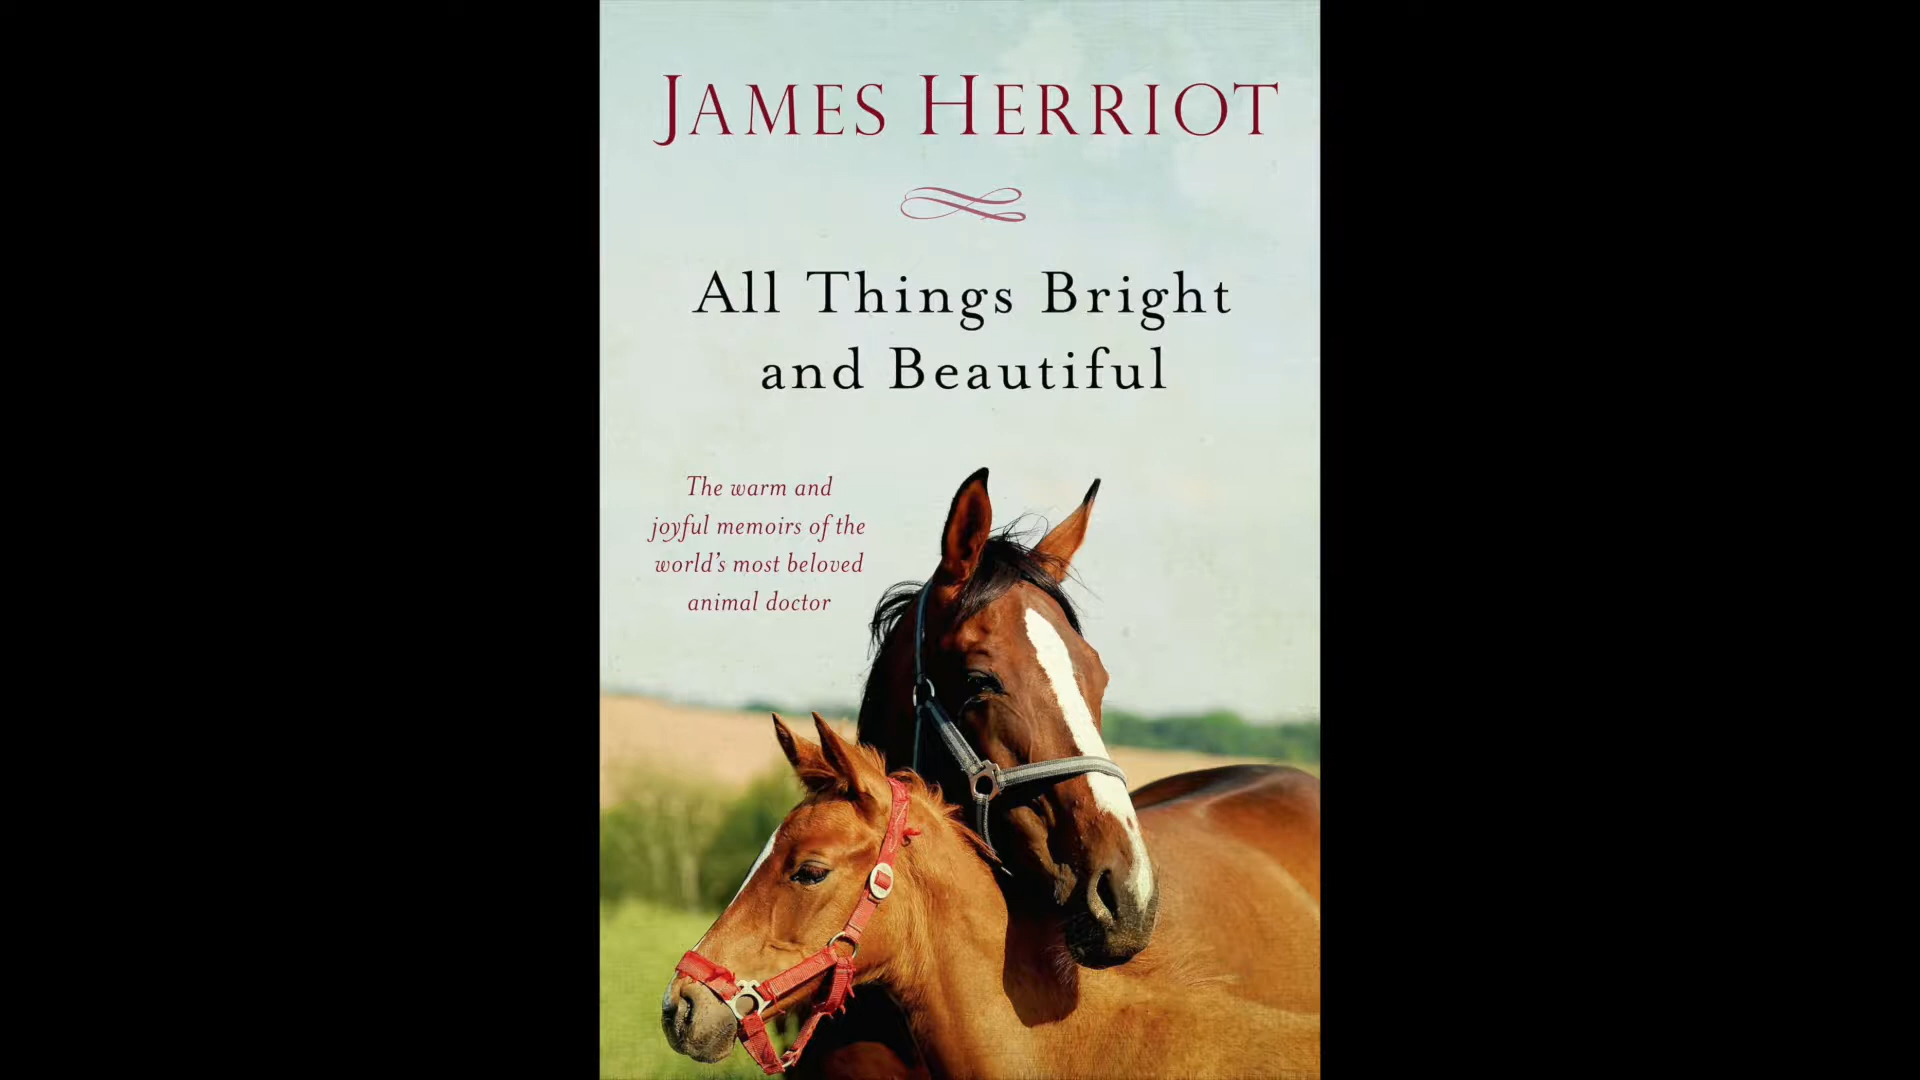 JAMES HERRIOT
All Things Bright
and Beautiful
The warm and
joyful memoirs of the
world's most beloved
animal doctor